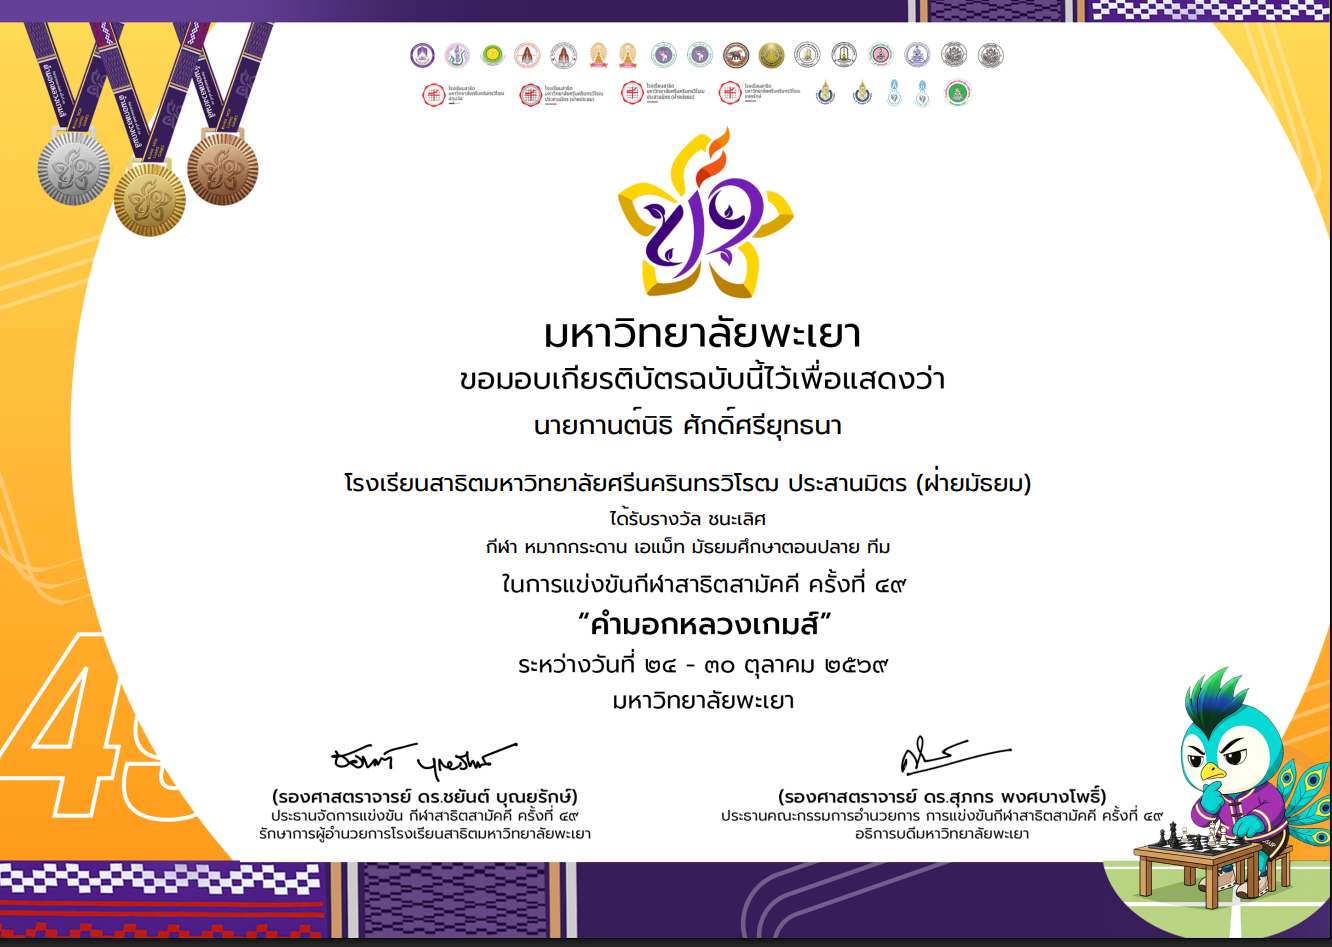 มหาวิทยาลัยพะเยา
ขอมอบเกียรติบัตรฉบับนี้ไว้เพื่อแสดงว่า
นายกานต์นิธิ ศักดิ์ศรียุทธนา
โรงเรียนสาธิตมหาวิทยาลัยศรีนครินทรวิโรฒ ประสานมิตร (ฝ่ายมัธยม)
ได้รับรางวัล ชนะเลิศ
กีฬา หมากกระดาน เอแม็ท มัธยมศึกษาตอนปลาย ทีม
ในการแข่งขันกีฬาสาธิตสามัคคี ครั้งที่ ๔๙
“คำมอกหลวงเกมส์”
ระหว่างวันที่ ๒๔ - ๓๐ ตุลาคม ๒๕๖๙
มหาวิทยาลัยพะเยา
49
(รองศาสตราจารย์ ดร.ชยันต์ บุณยรักษ์)
ประธานจัดการแข่งขัน กีฬาสาธิตสามัคคี ครั้งที่ ๔๙
รักษาการผู้อำนวยการโรงเรียนสาธิตมหาวิทยาลัยพะเยา
(รองศาสตราจารย์ ดร.สุภกร พงศบางโพธิ์)
ประธานคณะกรรมการอำนวยการ การแข่งขันกีฬาสาธิตสามัคคี ครั้งที่ ๔๙
อธิการบดีมหาวิทยาลัยพะเยา